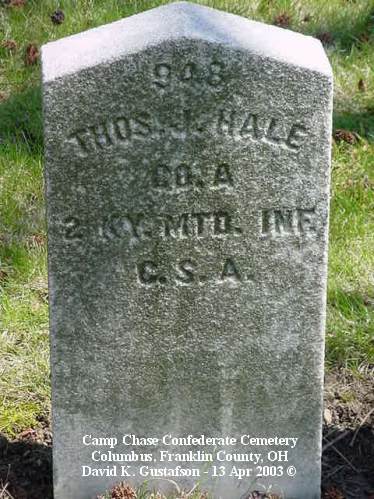 948
THOS. J. HALE
CO. A
2 KY. MTD. INF.
C. S. A.
Camp Chase Confederate Cemetery
Columbus, Franklin County, OH
David K. Gustafson - 13 Apr 2003 ©